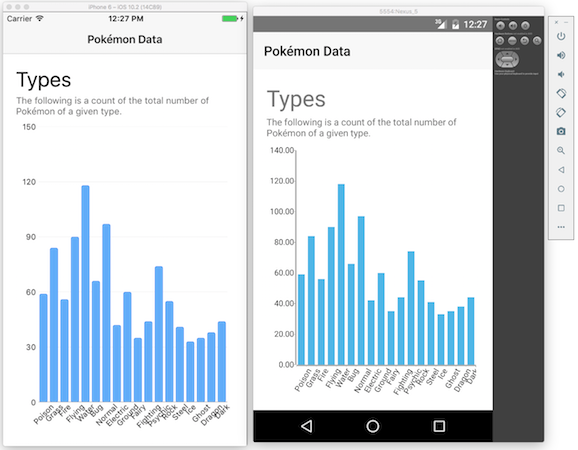 iPhone 6 – iOS 10.2 (14C89)
Carrier 12:27 PM
Pokémon Data
Types
The following is a count of the total number of
Pokémon of a given type.
150
120
90
60
30
0
Poison
Grass
Fire
Flying
Water
Bug
Normal
Electric
Ground
Fairy
Fighting
Psychic
Rock
Steel
Ice
Ghost
Dragon
Dark
5554:Nexus_5
3G 12:27
Pokémon Data
Types
The following is a count of the total number of
Pokémon of a given type.
140.00
120.00
100.00
80.00
60.00
40.00
20.00
0.00
Poison
Grass
Fire
Flying
Water
Bug
Normal
Electric
Ground
Fairy
Fighting
Psychic
Rock
Steel
Ice
Ghost
Dragon
Dark